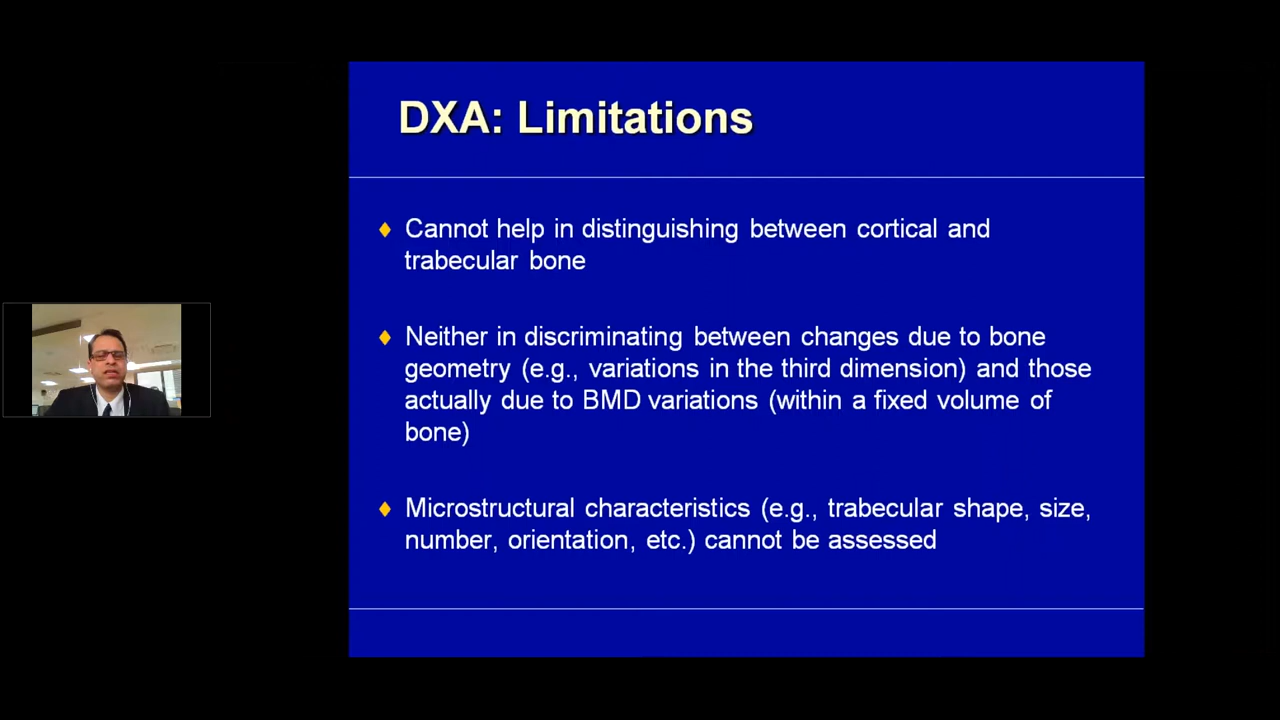 DXA: Limitations
Cannot help in distinguishing between cortical and
trabecular bone
Neither in discriminating between changes due to bone
geometry (e.g., variations in the third dimension) and those
actually due to BMD variations (within a fixed volume of
bone)
Microstructural characteristics (e.g., trabecular shape, size,
number, orientation, etc.) cannot be assessed